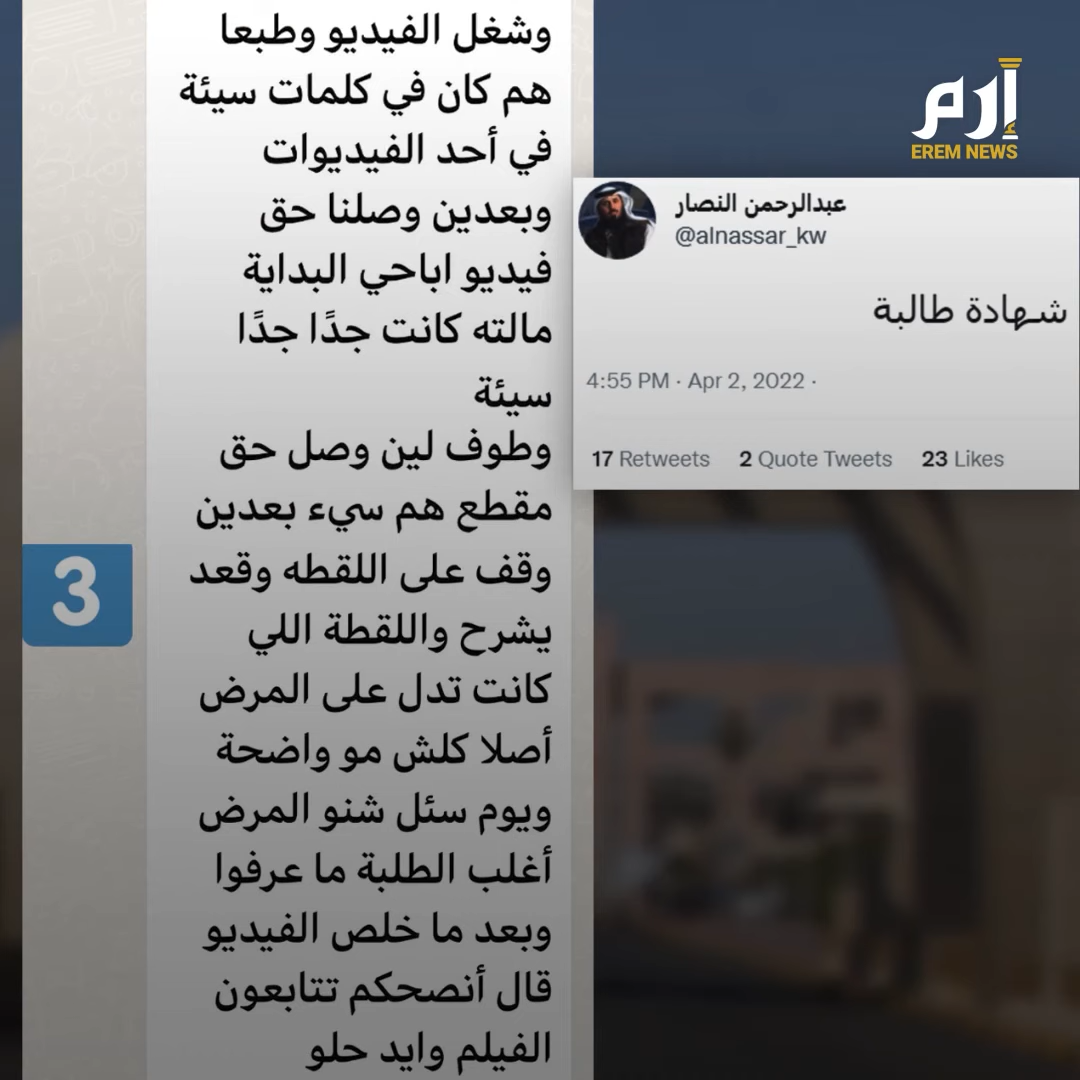 وشغل الفيديو وطبعا
هم كان في كلمات سيئة
في أحد الفيديوات
وبعدين وصلنا حق
فيديو اباحي البداية
مالته كانت جدًا جدًا
سيئة
وطوف لين وصل حق
مقطع هم سيء بعدين
وقف على اللقطه وقعد
يشرح واللقطة اللي
كانت تدل على المرض
أصلا كلش مو واضحة
ويوم سئل شنو المرض
أغلب الطلبة ما عرفوا
وبعد ما خلص الفيديو
قال أنصحكم تتابعون
الفيلم وايد حلو
3
إرم
EREM NEWS
عبدالرحمن النصار
@alnassar_kw
شهادة طالبة
4:55 PM · Apr 2, 2022 ·
17 Retweets 2 Quote Tweets 23 Likes